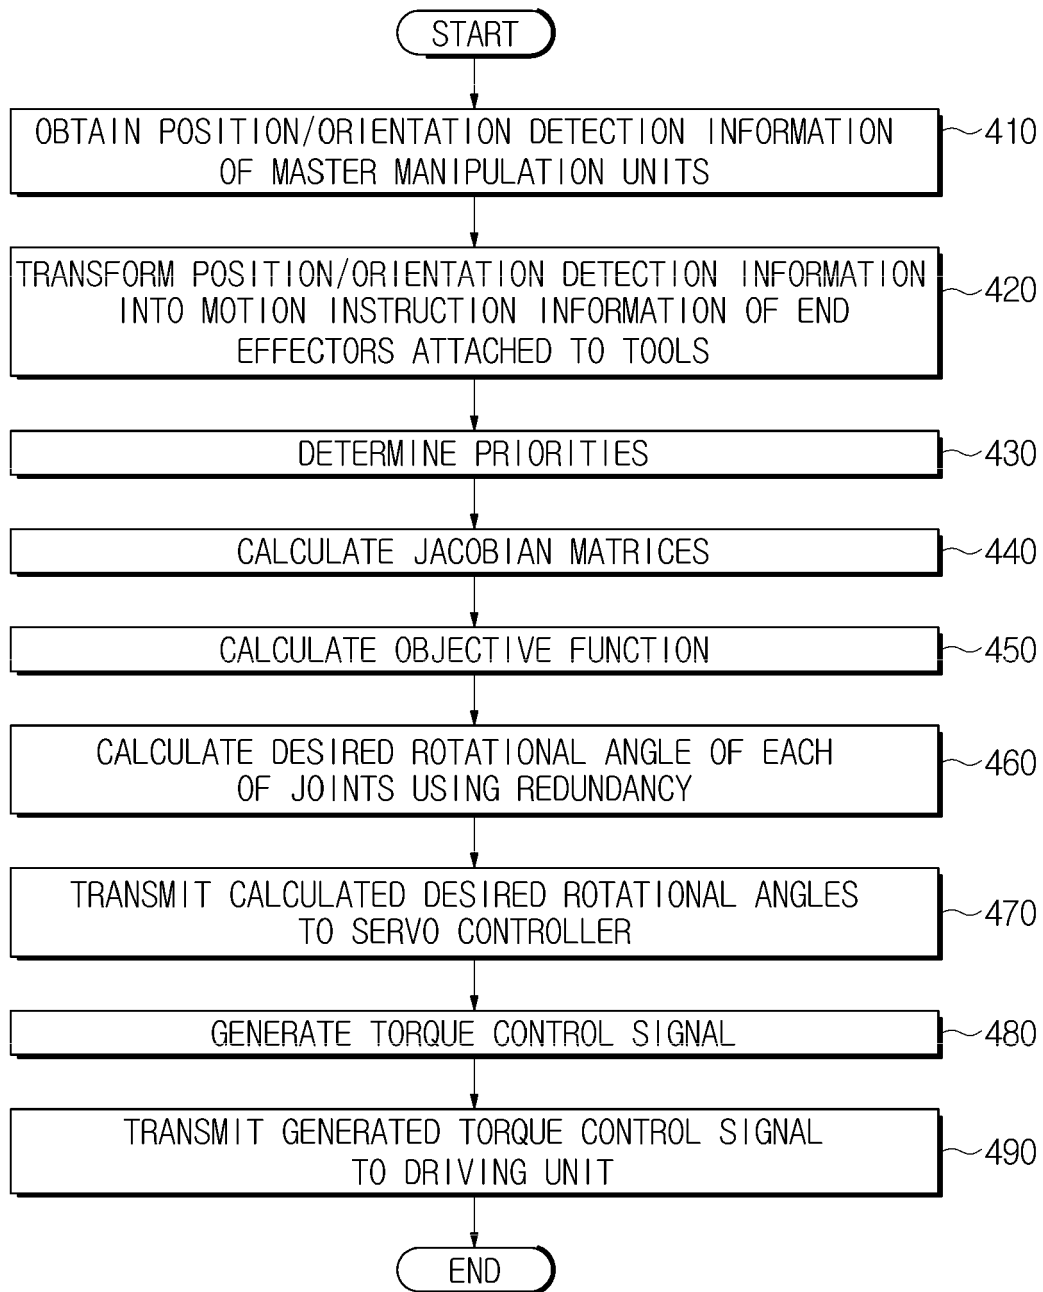 START
OBTAIN POSITION/ORIENTATION DETECTION INFORMATION
OF MASTER MANIPULATION UNITS
410
TRANSFORM POSITION/ORIENTATION DETECTION INFORMATION
INTO MOTION INSTRUCTION INFORMATION OF END
EFFECTORS ATTACHED TO TOOLS
420
DETERMINE PRIORITIES
430
CALCULATE JACOBIAN MATRICES
440
CALCULATE OBJECTIVE FUNCTION
450
CALCULATE DESIRED ROTATIONAL ANGLE OF EACH
OF JOINTS USING REDUNDANCY
460
TRANSMIT CALCULATED DESIRED ROTATIONAL ANGLES
TO SERVO CONTROLLER
470
GENERATE TORQUE CONTROL SIGNAL
480
TRANSMIT GENERATED TORQUE CONTROL SIGNAL
TO DRIVING UNIT
490
END